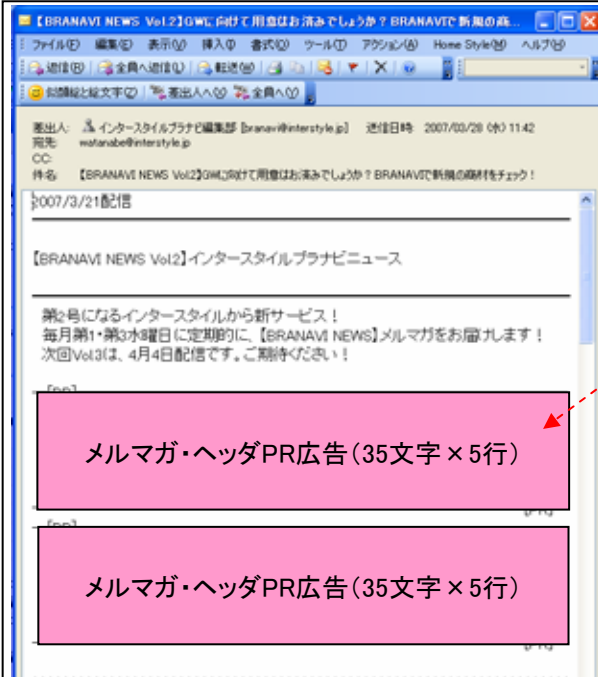 【BRANAVI NEWS Vol.2】GWに向けて用意はお済みでしょうか？BRANAVIで新規の商...
ファイル(F) 編集(E) 表示(V) 挿入(I) 書式(O) ツール(T) アクション(A) Home Style(M) ヘルプ(H)
返信(R) 全員へ返信(L) 転送(W)
似顔絵と絵文字(Z) 差出人へ(X) 全員へ(Y)
差出人: インタースタイルブラナビ編集部 [branavi@interstyle.jp] 送信日時: 2007/03/28 (水) 11:42
宛先: watanabe@interstyle.jp
CC:
件名: 【BRANAVI NEWS Vol.2】GWに向けて用意はお済みでしょうか？BRANAVIで新規の商材をチェック！
2007/3/21配信
【BRANAVI NEWS Vol.2】インタースタイルブラナビニュース
第2号になるインタースタイルから新サービス！
毎月第1・第3水曜日に定期的に、【BRANAVI NEWS】メルマガをお届けします！
次回Vol.3は、4月4日配信です。ご期待ください！
[PR]
メルマガ・ヘッダPR広告(35文字×5行)
[PR]
[PR]
メルマガ・ヘッダPR広告(35文字×5行)
[PR]